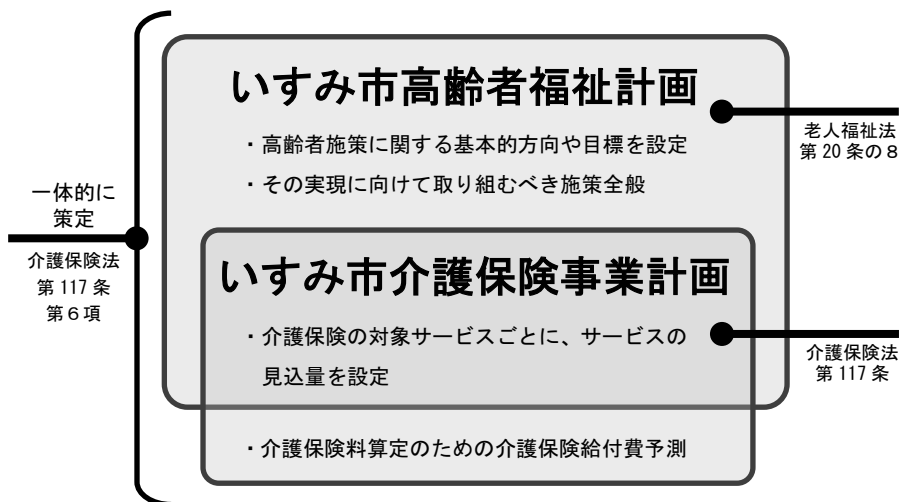 いすみ市高齢者福祉計画
・高齢者施策に関する基本的方向や目標を設定
・その実現に向けて取り組むべき施策全般
老人福祉法
第20条の８
一体的に
策定
介護保険法
第117条
第６項
いすみ市介護保険事業計画
・介護保険の対象サービスごとに、サービスの
見込量を設定
介護保険法
第117条
・介護保険料算定のための介護保険給付費予測